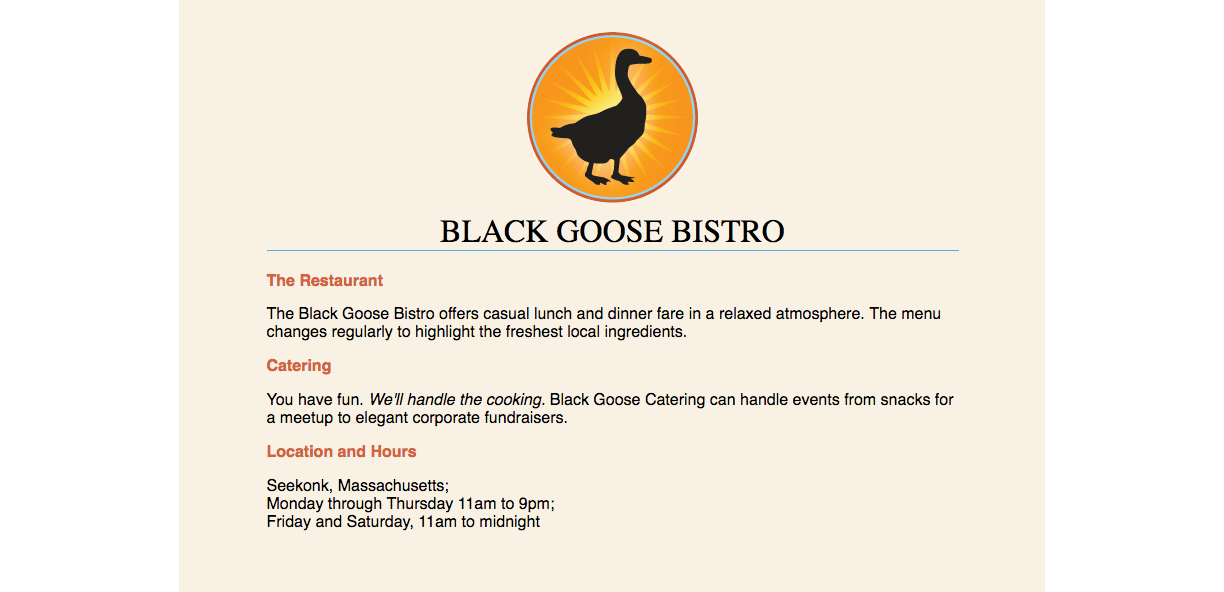 BLACK GOOSE BISTRO
The Restaurant
The Black Goose Bistro offers casual lunch and dinner fare in a relaxed atmosphere. The menu
changes regularly to highlight the freshest local ingredients.
Catering
You have fun. We'll handle the cooking. Black Goose Catering can handle events from snacks for
a meetup to elegant corporate fundraisers.
Location and Hours
Seekonk, Massachusetts;
Monday through Thursday 11am to 9pm;
Friday and Saturday, 11am to midnight